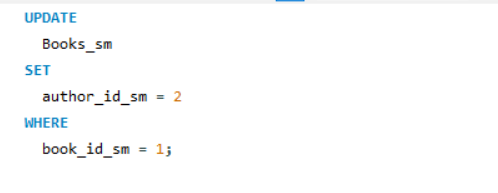 UPDATE
Books_sm
SET
author_id_sm = 2
WHERE
book_id_sm = 1;